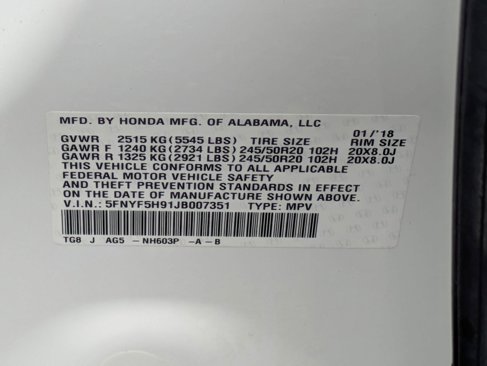 MFD. BY HONDA MFG. OF ALABAMA, LLC
GVWR 2515 KG (5545 LBS) TIRE SIZE 01/'18 RIM SIZE
GAWR F 1240 KG (2734 LBS) 245/50R20 102H 20X8.0J
GAWR R 1325 KG (2921 LBS) 245/50R20 102H 20X8.0J
THIS VEHICLE CONFORMS TO ALL APPLICABLE
FEDERAL MOTOR VEHICLE SAFETY
AND THEFT PREVENTION STANDARDS IN EFFECT
ON THE DATE OF MANUFACTURE SHOWN ABOVE.
V.I.N.: 5FNYF5H91JB007351 TYPE: MPV
TG8 J AG5 - NH603P -A -B